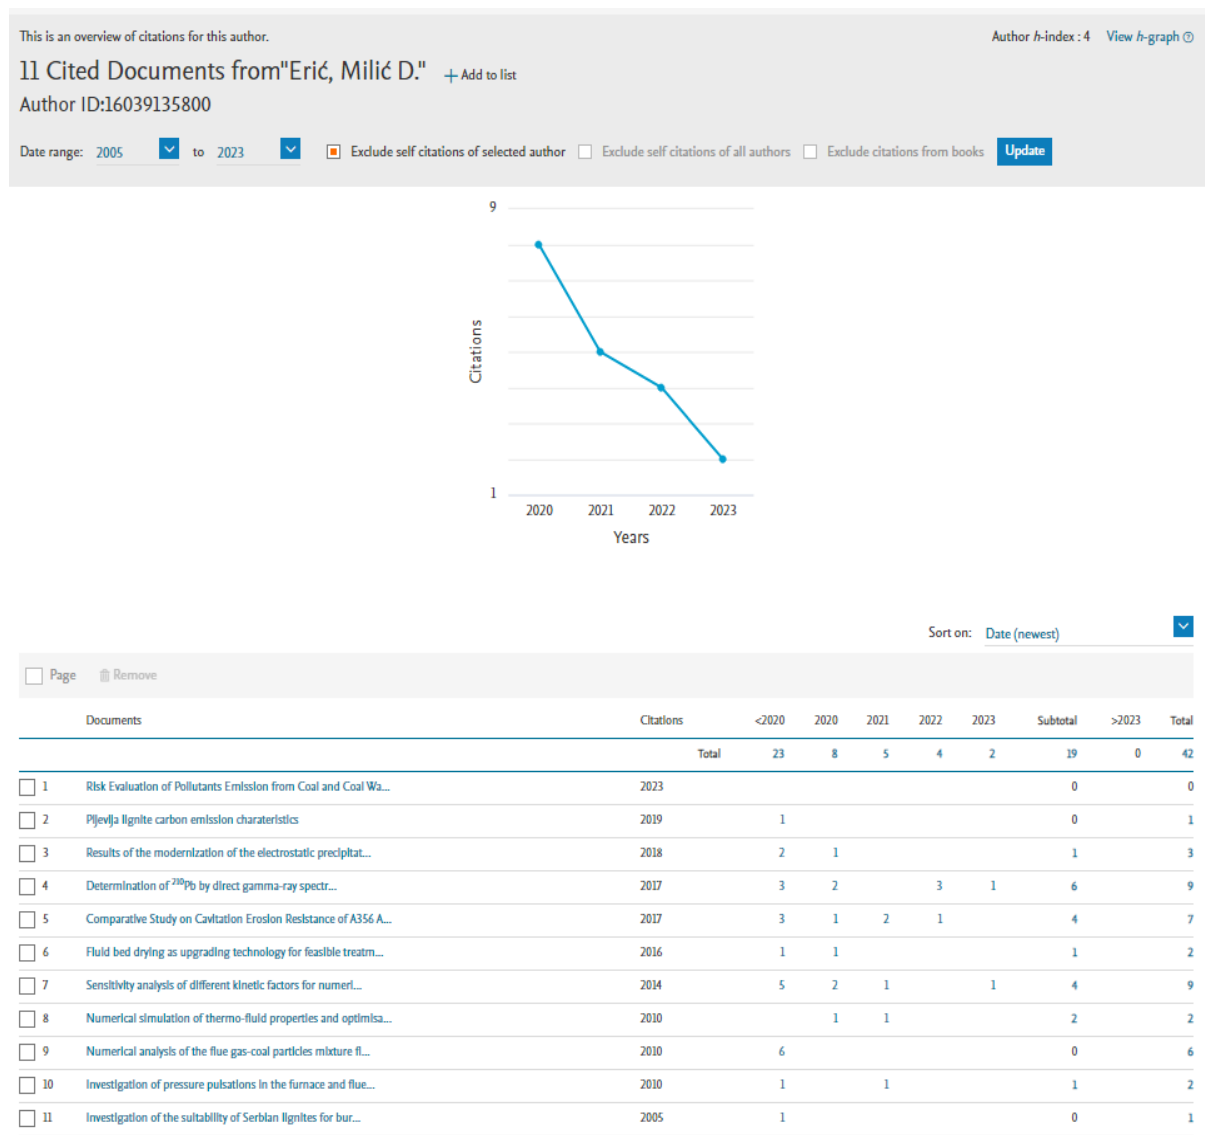 This is an overview of citations for this author.
Author h-index : 4 View h-graph
11 Cited Documents from"Erić, Milić D." + Add to list
Author ID:16039135800
Date range: 2005 to 2023 Exclude self citations of selected author Exclude self citations of all authors Exclude citations from books Update
9
Citations
1
2020 2021 2022 2023
Years
Sort on: Date (newest)
Page Remove
Documents Citations <2020 2020 2021 2022 2023 Subtotal >2023 Total
Total 23 8 5 4 2 19 0 42
1 Risk Evaluation of Pollutants Emission from Coal and Coal Wa... 2023 0 0
2 Pljevlja lignite carbon emission charateristics 2019 1 0 1
3 Results of the modernization of the electrostatic precipitat... 2018 2 1 1 3
4 Determination of ²¹⁰Pb by direct gamma-ray spectr... 2017 3 2 3 1 6 9
5 Comparative Study on Cavitation Erosion Resistance of A356 A... 2017 3 1 2 1 4 7
6 Fluid bed drying as upgrading technology for feasible treatm... 2016 1 1 1 2
7 Sensitivity analysis of different kinetic factors for numeri... 2014 5 2 1 1 4 9
8 Numerical simulation of thermo-fluid properties and optimisa... 2010 1 1 2 2
9 Numerical analysis of the flue gas-coal particles mixture fl... 2010 6 0 6
10 Investigation of pressure pulsations in the furnace and flue... 2010 1 1 1 2
11 Investigation of the suitability of Serbian lignites for bur... 2005 1 0 1